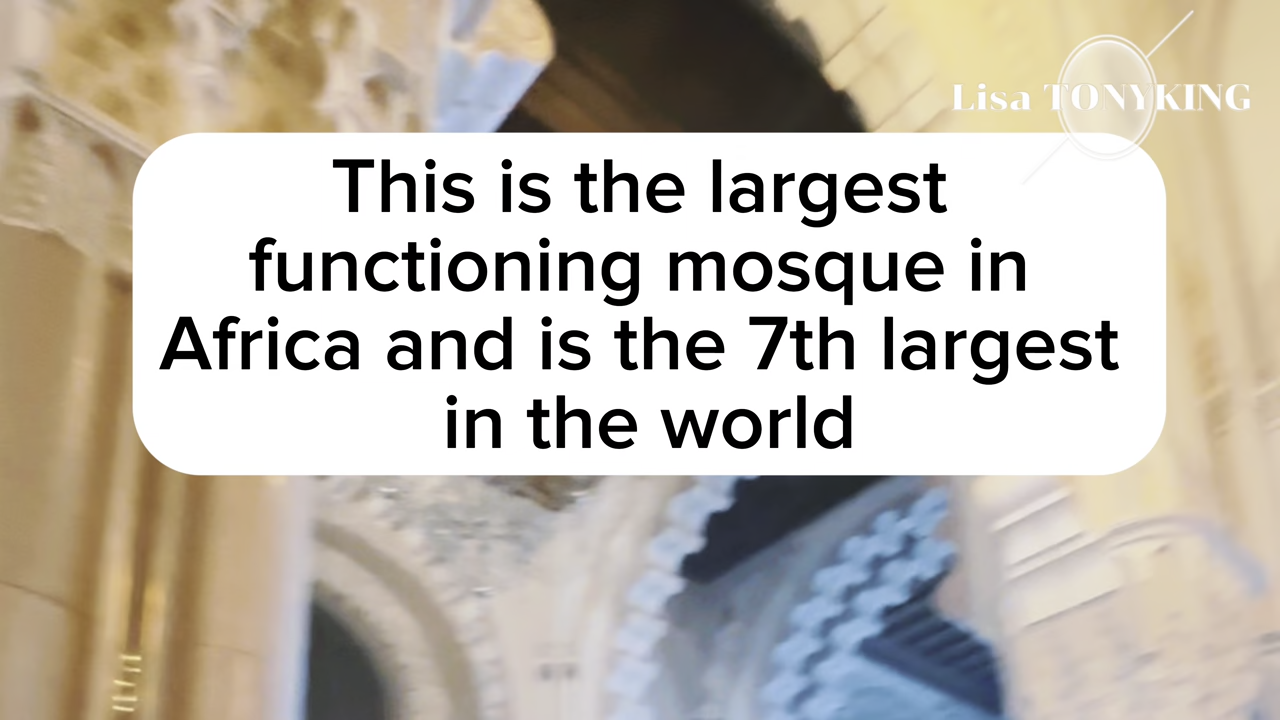 Lisa TONYKING
This is the largest
functioning mosque in
Africa and is the 7th largest
in the world